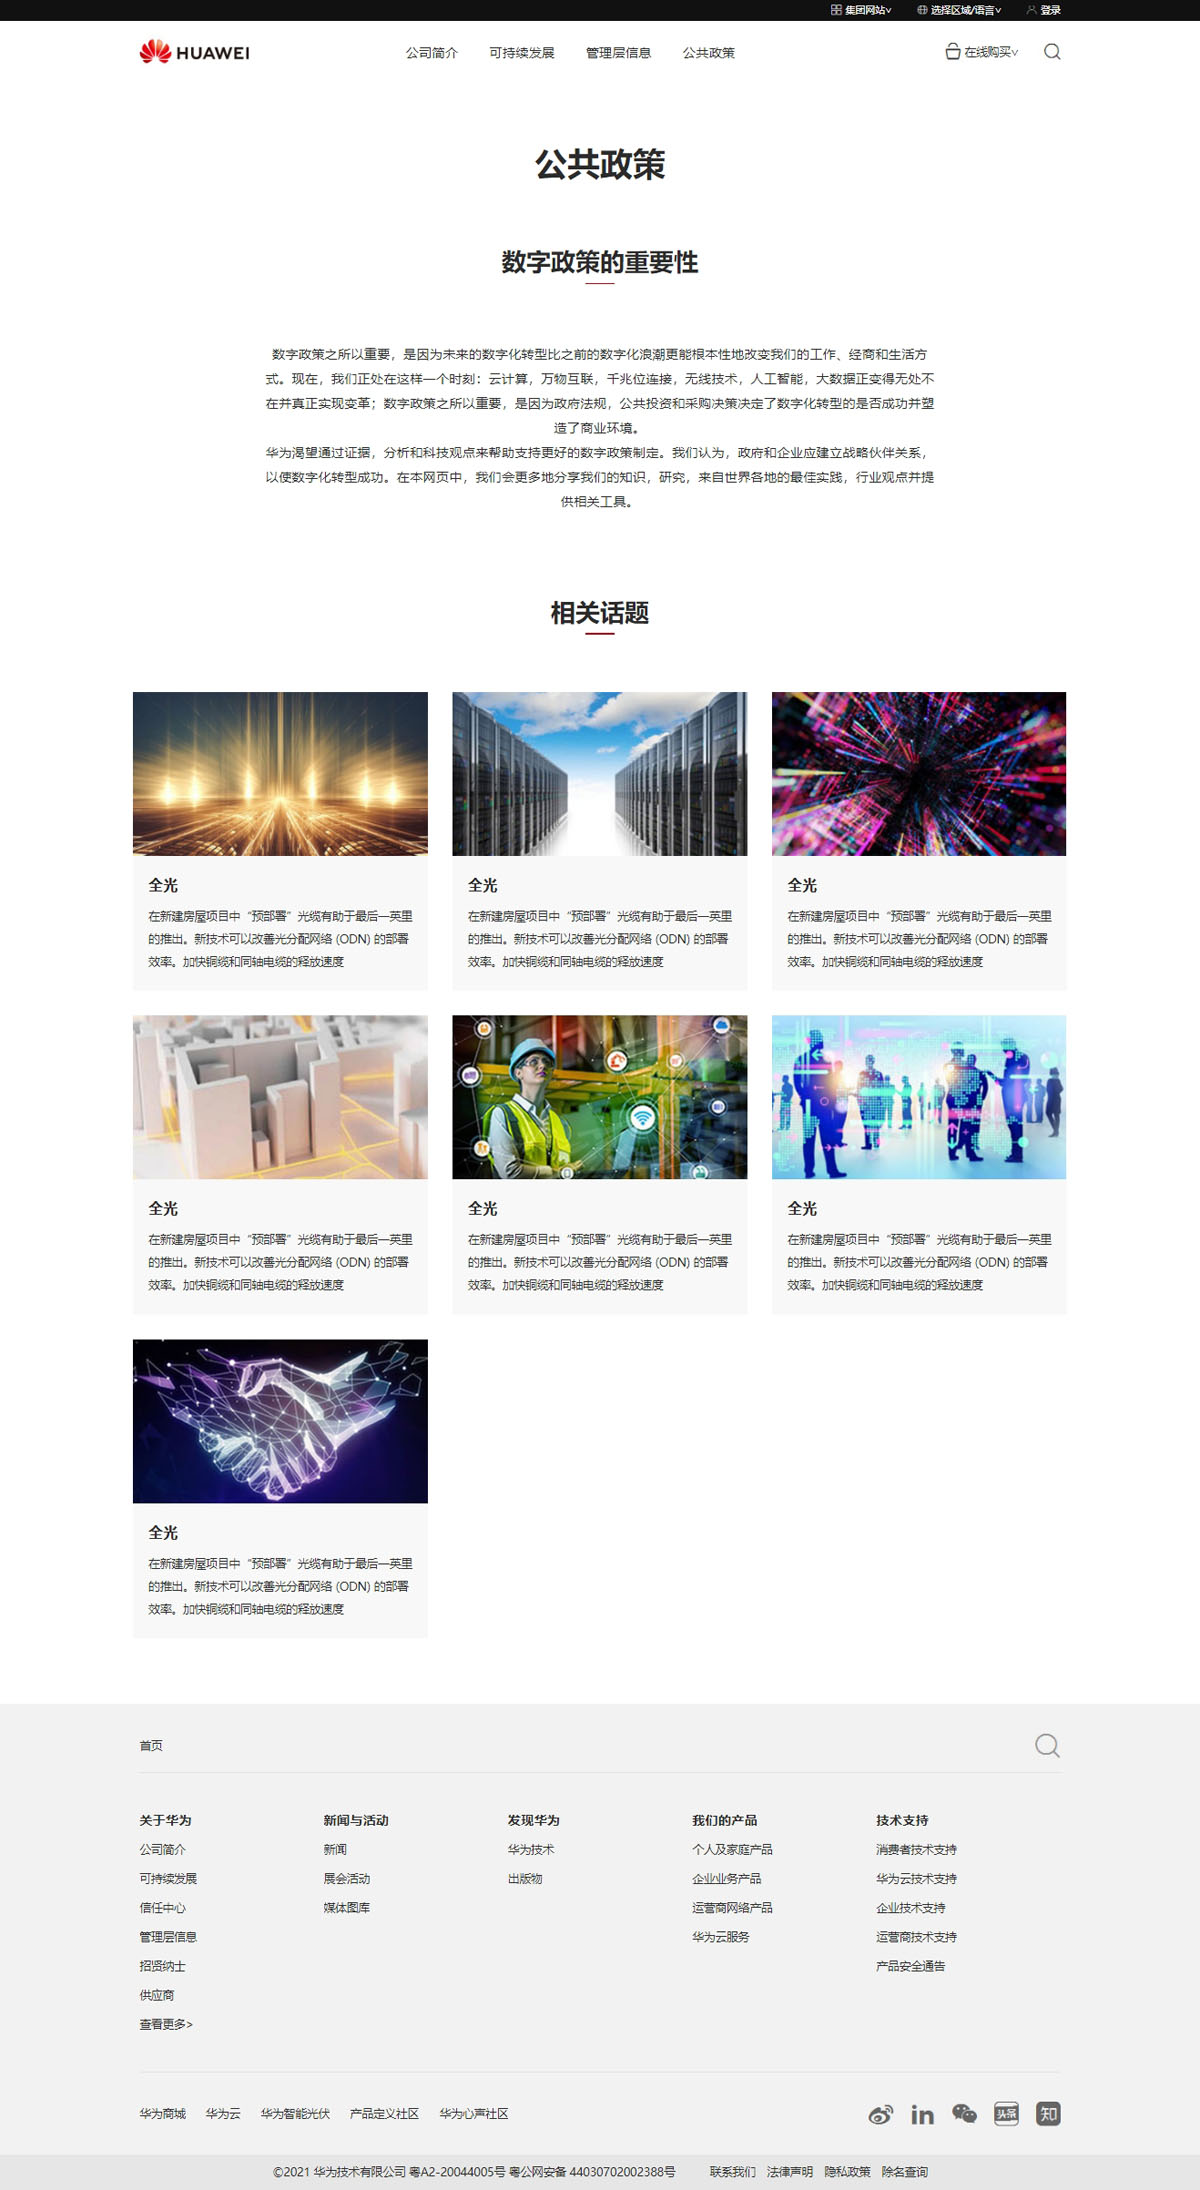 集团网站
选择区域/语言
登录
HUAWEI
公司简介
可持续发展
管理层信息
公共政策
在线购买
公共政策
数字政策的重要性
数字政策之所以重要，是因为未来的数字化转型比之前的数字化浪潮更能根本性地改变我们的工作、经商和生活方
式。现在，我们正处在这样一个时刻：云计算，万物互联，千兆位连接，无线技术，人工智能，大数据正变得无处不
在并真正实现变革；数字政策之所以重要，是因为政府法规，公共投资和采购决策决定了数字化转型的是否成功并塑
造了商业环境。
华为渴望通过证据，分析和科技观点来帮助支持更好的数字政策制定。我们认为，政府和企业应建立战略伙伴关系，
以使数字化转型成功。在本网页中，我们会更多地分享我们的知识，研究，来自世界各地的最佳实践，行业观点并提
供相关工具。
相关话题
全光
在新建房屋项目中“预部署”光缆有助于最后一英里
的推出。新技术可以改善光分配网络 (ODN) 的部署
效率。加快铜缆和同轴电缆的释放速度
全光
在新建房屋项目中“预部署”光缆有助于最后一英里
的推出。新技术可以改善光分配网络 (ODN) 的部署
效率。加快铜缆和同轴电缆的释放速度
全光
在新建房屋项目中“预部署”光缆有助于最后一英里
的推出。新技术可以改善光分配网络 (ODN) 的部署
效率。加快铜缆和同轴电缆的释放速度
全光
在新建房屋项目中“预部署”光缆有助于最后一英里
的推出。新技术可以改善光分配网络 (ODN) 的部署
效率。加快铜缆和同轴电缆的释放速度
全光
在新建房屋项目中“预部署”光缆有助于最后一英里
的推出。新技术可以改善光分配网络 (ODN) 的部署
效率。加快铜缆和同轴电缆的释放速度
全光
在新建房屋项目中“预部署”光缆有助于最后一英里
的推出。新技术可以改善光分配网络 (ODN) 的部署
效率。加快铜缆和同轴电缆的释放速度
全光
在新建房屋项目中“预部署”光缆有助于最后一英里
的推出。新技术可以改善光分配网络 (ODN) 的部署
效率。加快铜缆和同轴电缆的释放速度
首页
关于华为
公司简介
可持续发展
信任中心
管理层信息
招贤纳士
供应商
查看更多>
新闻与活动
新闻
展会活动
媒体图库
发现华为
华为技术
出版物
我们的产品
个人及家庭产品
企业业务产品
运营商网络产品
华为云服务
技术支持
消费者技术支持
华为云技术支持
企业技术支持
运营商技术支持
产品安全通告
华为商城
华为云
华为智能光伏
产品定义社区
华为心声社区
in
头条
知
©2021 华为技术有限公司 粤A2-20044005号 粤公网安备 44030702002388号
联系我们
法律声明
隐私政策
除名查询